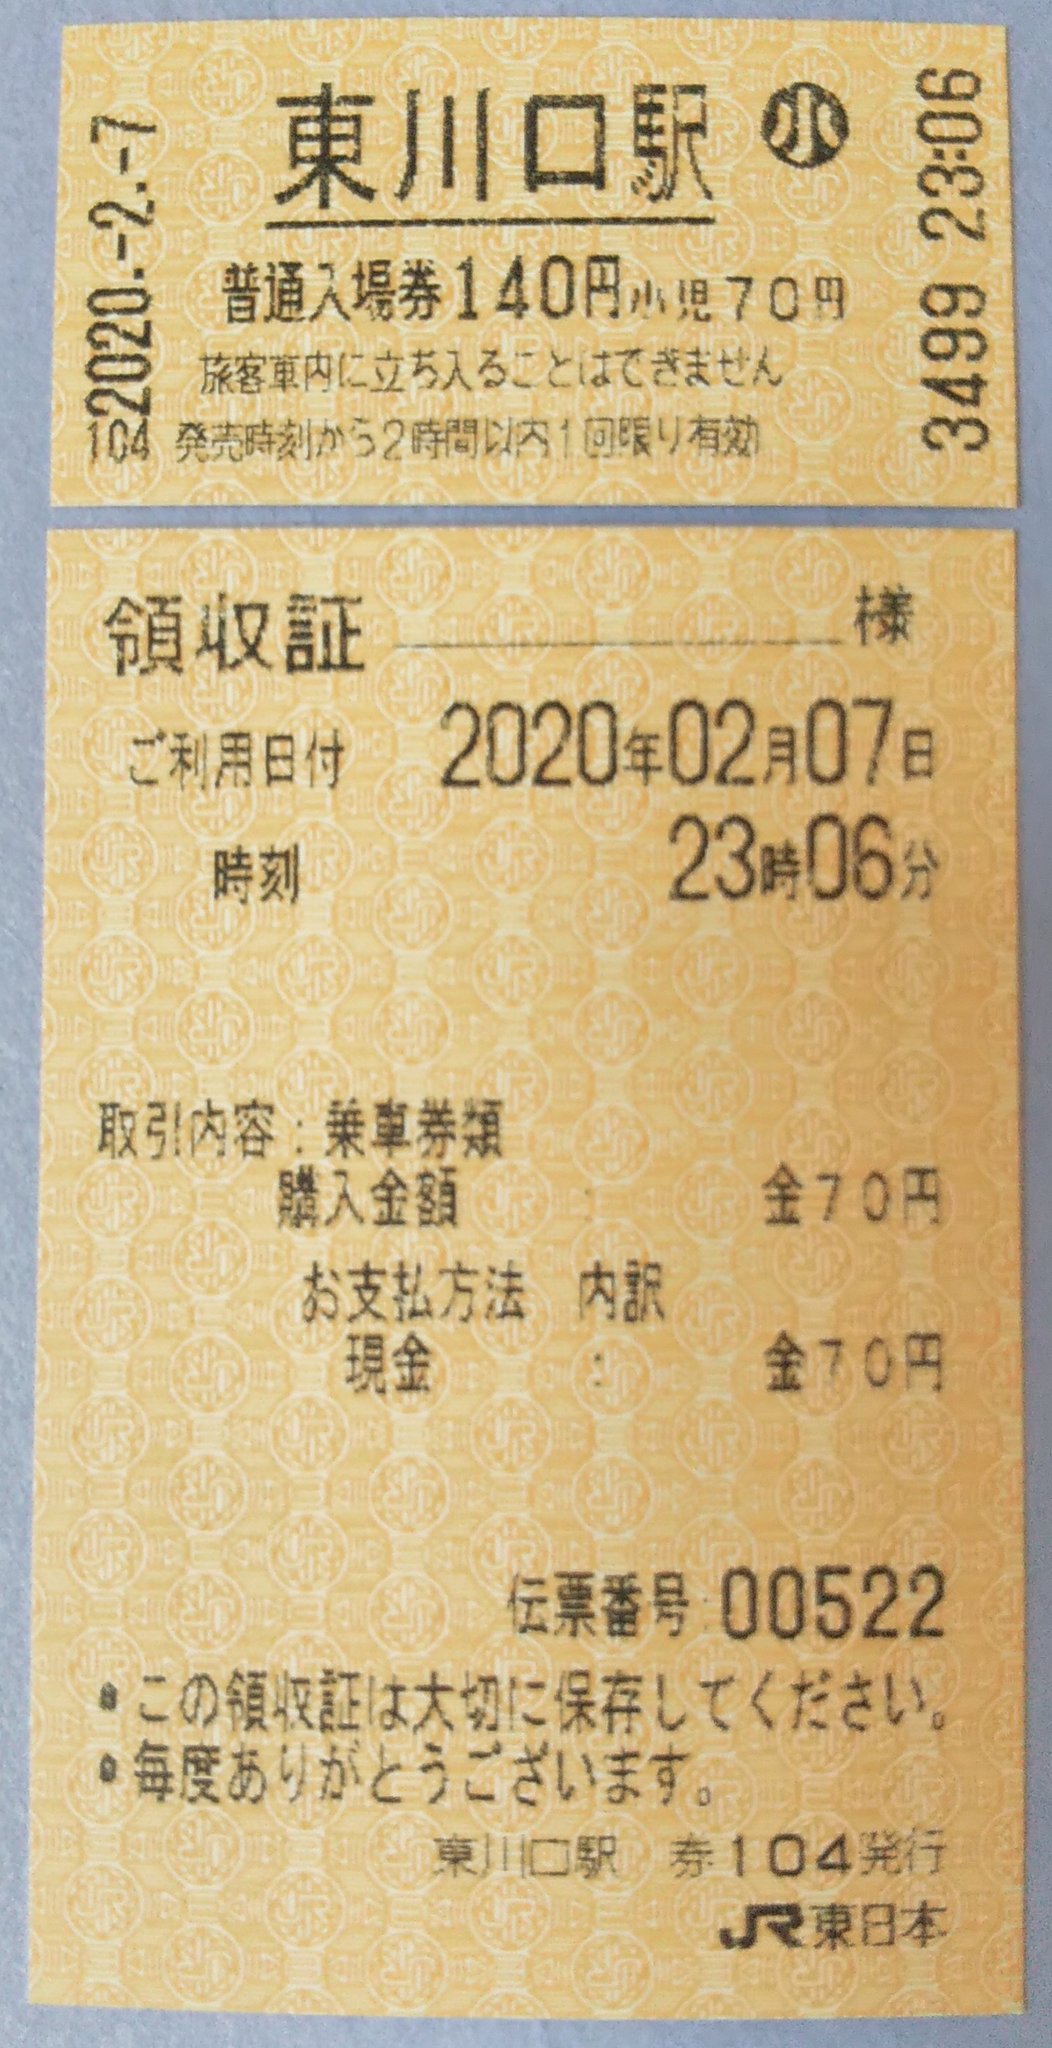 東川口駅 小
普通入場券140円小児70円
旅客車内に立ち入ることはできません
発売時刻から2時間以内1回限り有効
2020.-2.-7
104
3499 23:06
領収証 様
ご利用日付 2020年02月07日
時刻 23時06分
取引内容:乗車券類
購入金額 : 金70円
お支払方法 内訳
現金 : 金70円
伝票番号:00522
•この領収証は大切に保存してください。
•毎度ありがとうございます。
東川口駅 券104発行
JR東日本